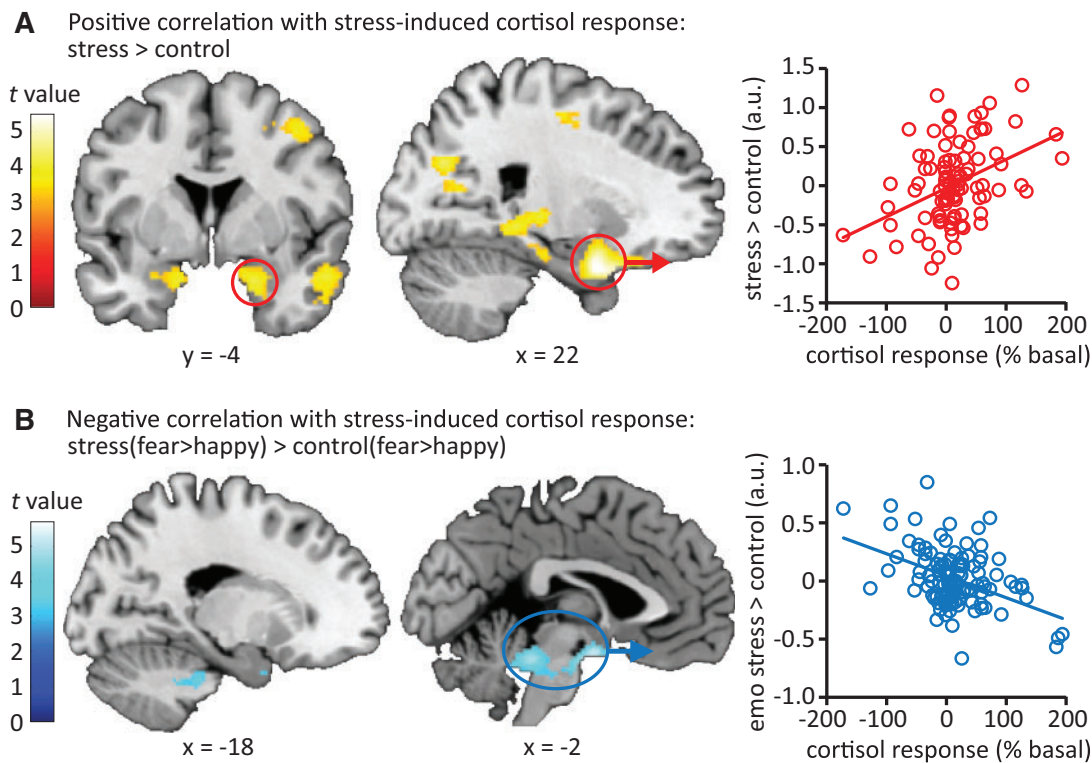 A Positive correlation with stress-induced cortisol response:
stress > control
t value
5
4
3
2
1
0
y = -4
x = 22
stress > control (a.u.)
1.5
1.0
0.5
0
-0.5
-1.0
-1.5
-200 -100 0 100 200
cortisol response (% basal)
B Negative correlation with stress-induced cortisol response:
stress(fear>happy) > control(fear>happy)
t value
5
4
3
2
1
0
x = -18
x = -2
emo stress > control (a.u.)
1.0
0.5
0
-0.5
-1.0
-200 -100 0 100 200
cortisol response (% basal)